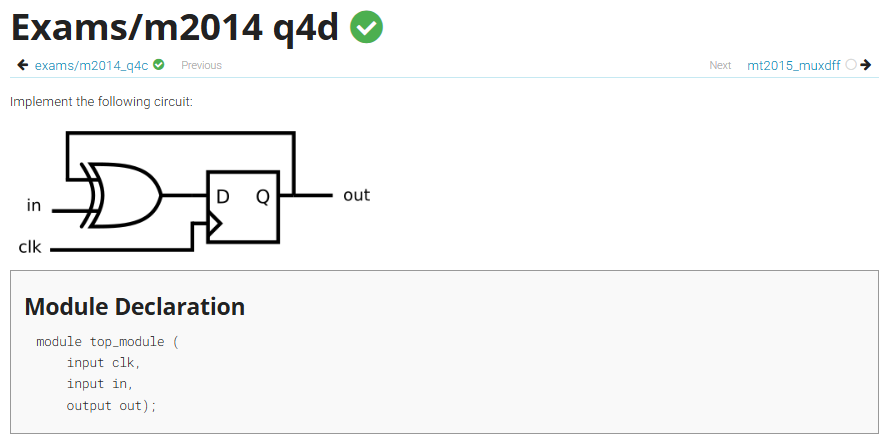 Exams/m2014 q4d
exams/m2014_q4c Previous Next mt2015_muxdff
Implement the following circuit:
D Q out
in
clk
Module Declaration
module top_module (
input clk,
input in,
output out);